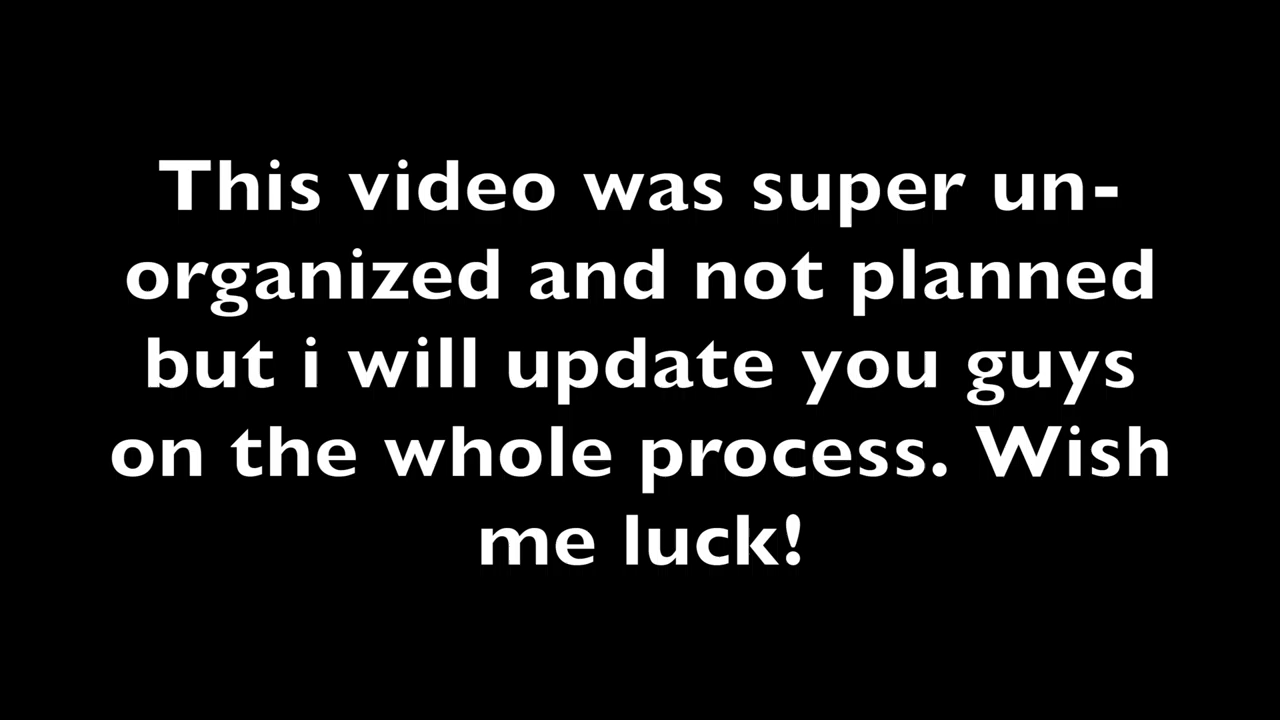 This video was super un-
organized and not planned
but i will update you guys
on the whole process. Wish
me luck!